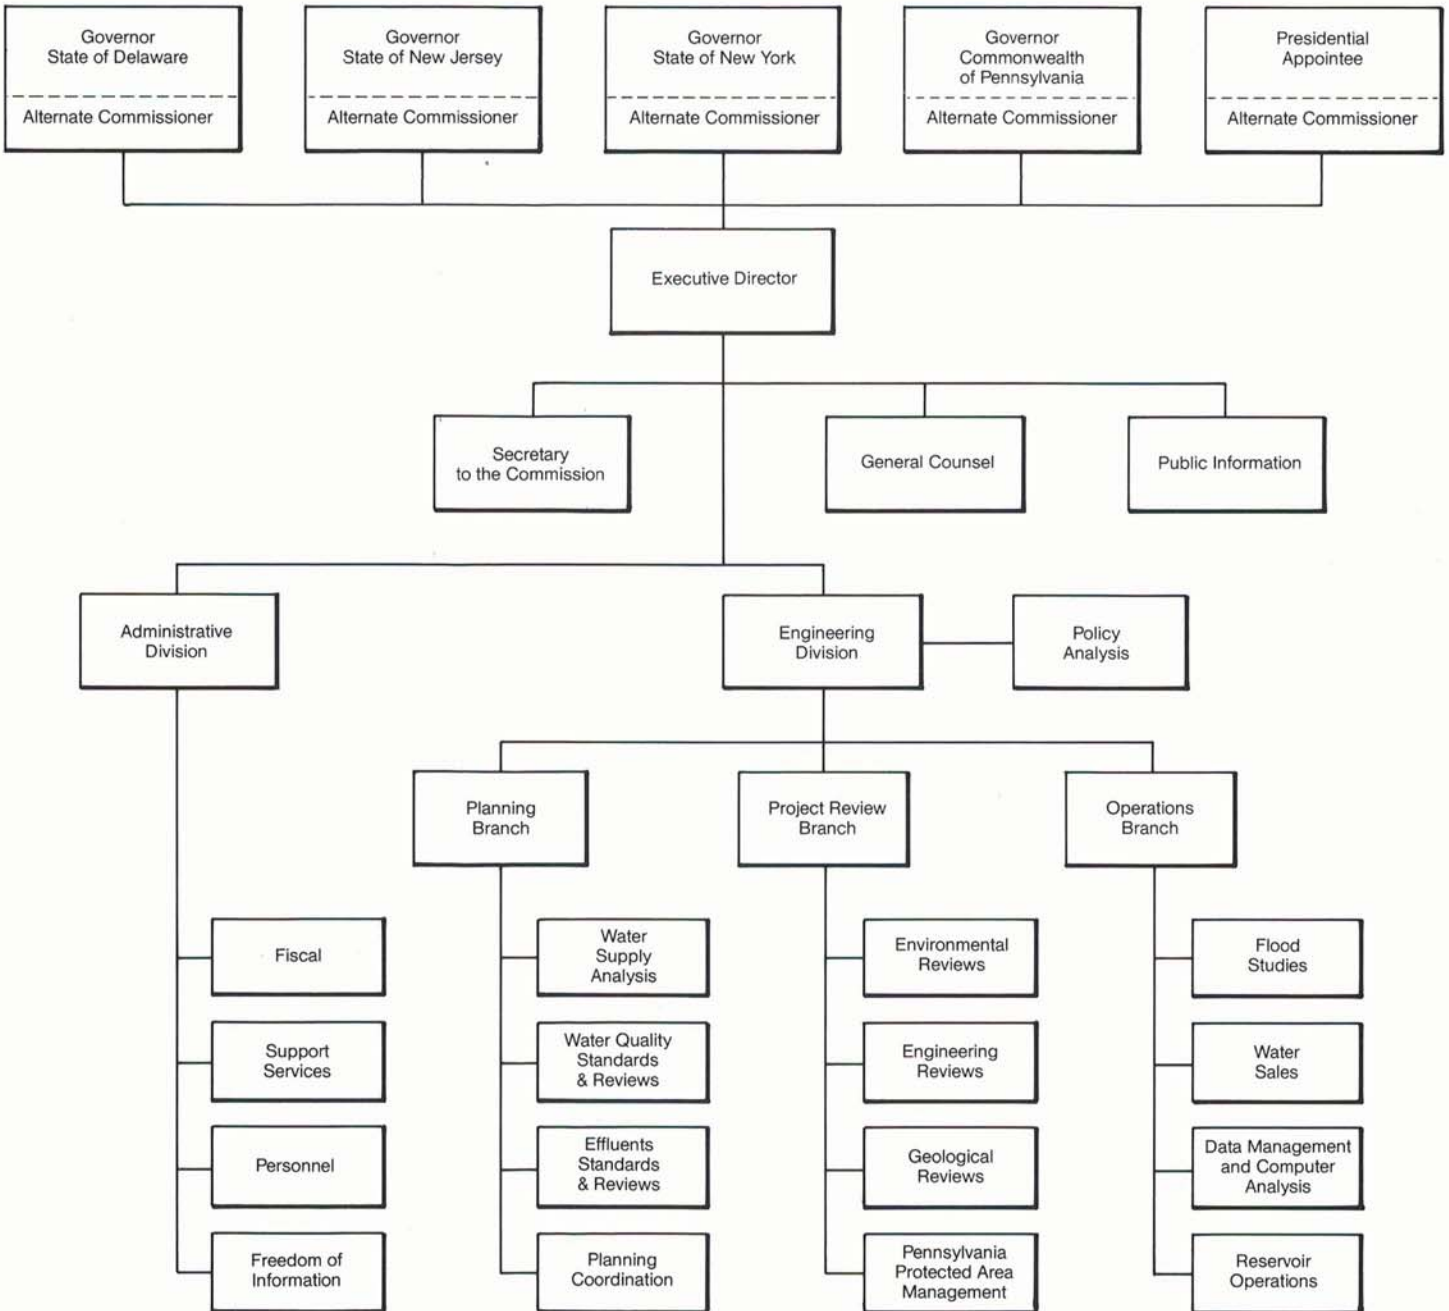 Governor
State of Delaware
Alternate Commissioner
Governor
State of New Jersey
Alternate Commissioner
Governor
State of New York
Alternate Commissioner
Governor
Commonwealth
of Pennsylvania
Alternate Commissioner
Presidential
Appointee
Alternate Commissioner
Executive Director
Secretary
to the Commission
General Counsel
Public Information
Administrative
Division
Engineering
Division
Policy
Analysis
Planning
Branch
Project Review
Branch
Operations
Branch
Fiscal
Support
Services
Personnel
Freedom of
Information
Water
Supply
Analysis
Water Quality
Standards
& Reviews
Effluents
Standards
& Reviews
Planning
Coordination
Environmental
Reviews
Engineering
Reviews
Geological
Reviews
Pennsylvania
Protected Area
Management
Flood
Studies
Water
Sales
Data Management
and Computer
Analysis
Reservoir
Operations